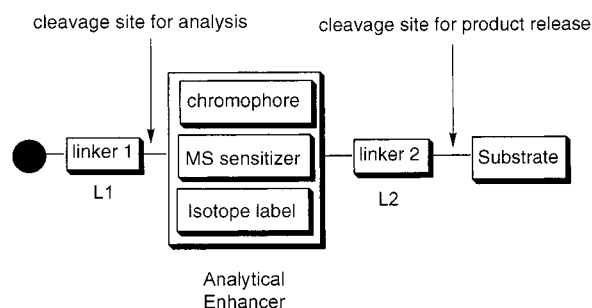 cleavage site for analysis
cleavage site for product release
chromophore
linker 1
MS sensitizer
linker 2
Substrate
L1
Isotope label
L2
Analytical
Enhancer